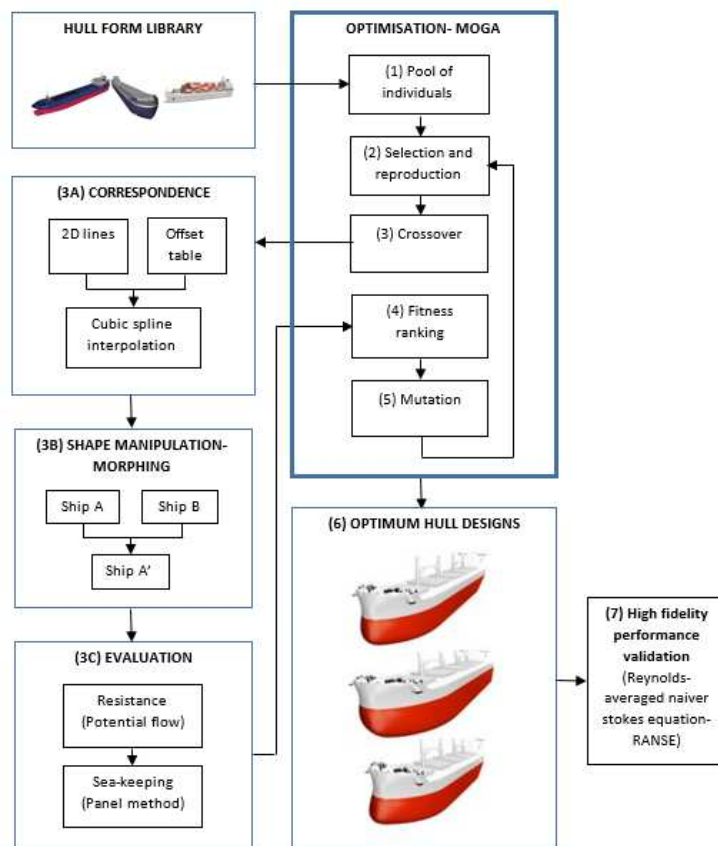 HULL FORM LIBRARY
OPTIMISATION- MOGA
(1) Pool of
individuals
(2) Selection and
reproduction
(3) Crossover
(3A) CORRESPONDENCE
2D lines
Offset
table
Cubic spline
interpolation
(4) Fitness
ranking
(5) Mutation
(3B) SHAPE MANIPULATION-
MORPHING
Ship A
Ship B
Ship A’
(3C) EVALUATION
Resistance
(Potential flow)
Sea-keeping
(Panel method)
(6) OPTIMUM HULL DESIGNS
(7) High fidelity
performance
validation
(Reynolds-
averaged naiver
stokes equation-
RANSE)